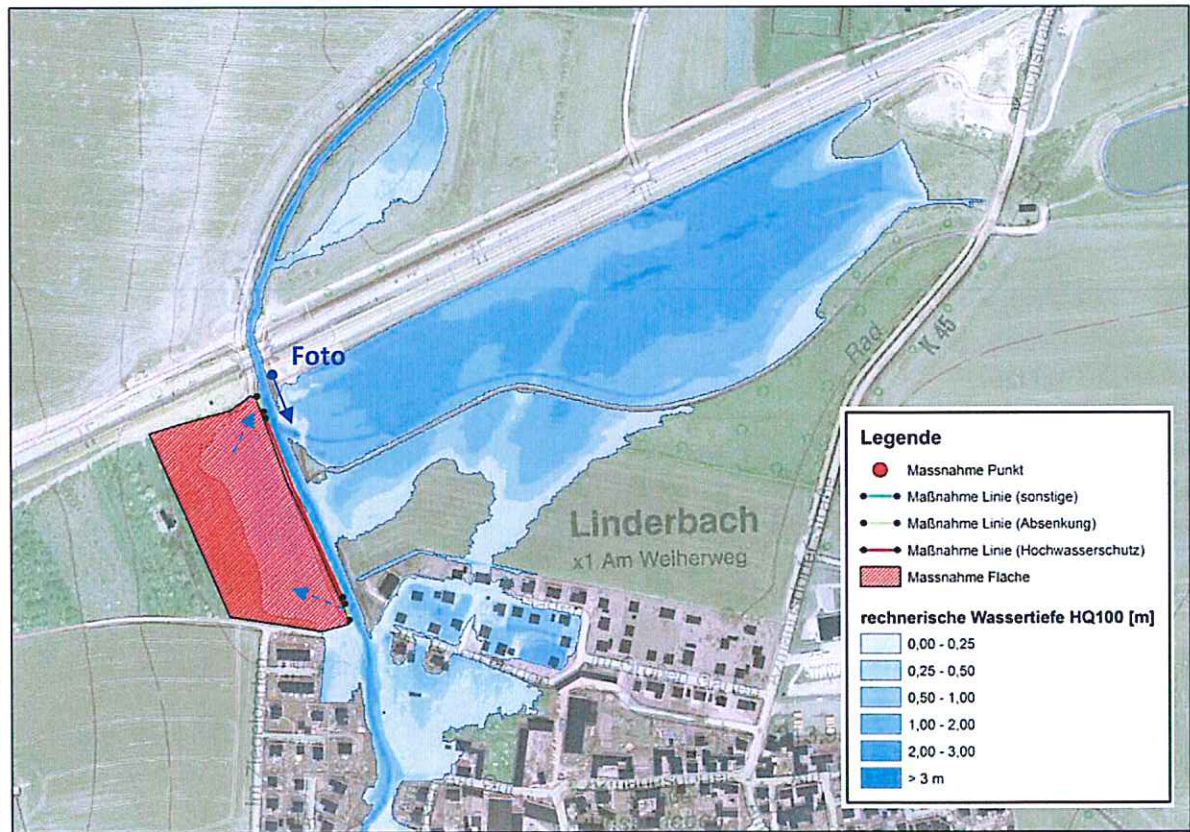 Foto
Rad
K 45
Linderbach
x1 Am Weiherweg
Legende
Massnahme Punkt
Maßnahme Linie (sonstige)
Maßnahme Linie (Absenkung)
Maßnahme Linie (Hochwasserschutz)
Massnahme Fläche
rechnerische Wassertiefe HQ100 [m]
0,00 - 0,25
0,25 - 0,50
0,50 - 1,00
1,00 - 2,00
2,00 - 3,00
> 3 m